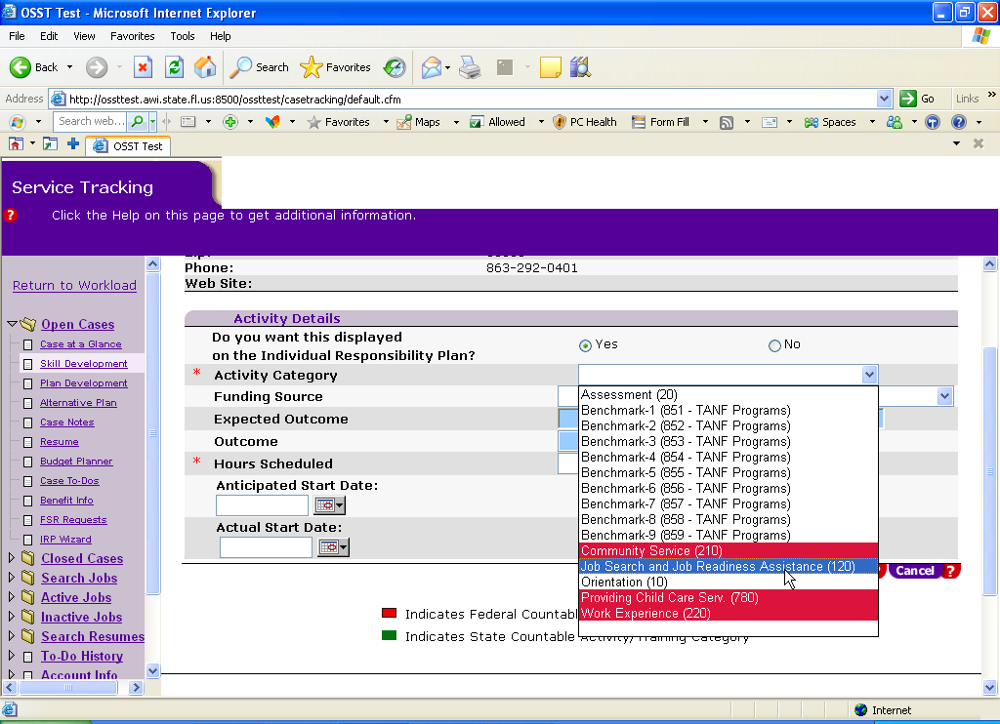 OSST Test - Microsoft Internet Explorer
File Edit View Favorites Tools Help
Back Search Favorites
Address http://ossttest.awi.state.fl.us:8500/ossttest/casetracking/default.cfm Go Links »
Search web... Favorites Maps Allowed PC Health Form Fill Spaces
OSST Test
Service Tracking
? Click the Help on this page to get additional information.
Return to Workload
Open Cases
Case at a Glance
Skill Development
Plan Development
Alternative Plan
Case Notes
Resume
Budget Planner
Case To-Dos
Benefit Info
FSR Requests
IRP Wizard
Closed Cases
Search Jobs
Active Jobs
Inactive Jobs
Search Resumes
To-Do History
Account Info
Phone: 863-292-0401
Web Site:
Activity Details
Do you want this displayed
on the Individual Responsibility Plan? Yes No
* Activity Category
Funding Source
Expected Outcome
Outcome
* Hours Scheduled
Anticipated Start Date:
Actual Start Date:
Assessment (20)
Benchmark-1 (851 - TANF Programs)
Benchmark-2 (852 - TANF Programs)
Benchmark-3 (853 - TANF Programs)
Benchmark-4 (854 - TANF Programs)
Benchmark-5 (855 - TANF Programs)
Benchmark-6 (856 - TANF Programs)
Benchmark-7 (857 - TANF Programs)
Benchmark-8 (858 - TANF Programs)
Benchmark-9 (859 - TANF Programs)
Community Service (210)
Job Search and Job Readiness Assistance (120)
Orientation (10)
Providing Child Care Serv. (780)
Work Experience (220)
Cancel ?
Indicates Federal Countabl
Indicates State Countable Activity/Training Category
Internet